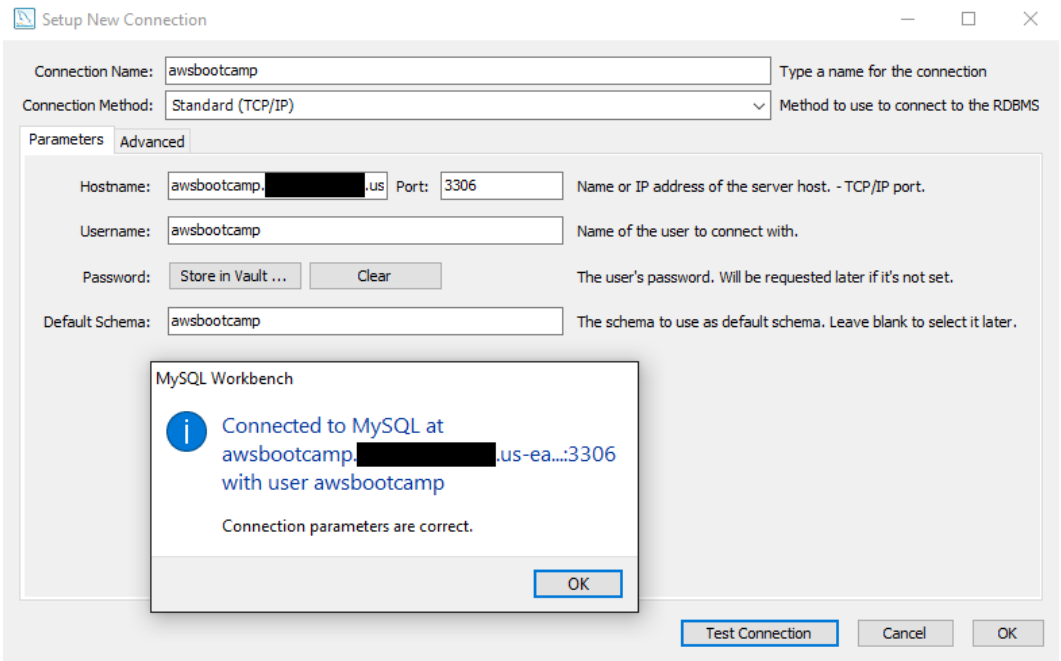 Setup New Connection
Connection Name: awsbootcamp Type a name for the connection
Connection Method: Standard (TCP/IP) Method to use to connect to the RDBMS
Parameters Advanced
Hostname: awsbootcamp. .us Port: 3306 Name or IP address of the server host. - TCP/IP port.
Username: awsbootcamp Name of the user to connect with.
Password: Store in Vault ... Clear The user's password. Will be requested later if it's not set.
Default Schema: awsbootcamp The schema to use as default schema. Leave blank to select it later.
MySQL Workbench
Connected to MySQL at
awsbootcamp. .us-ea...:3306
with user awsbootcamp
Connection parameters are correct.
OK
Test Connection Cancel OK